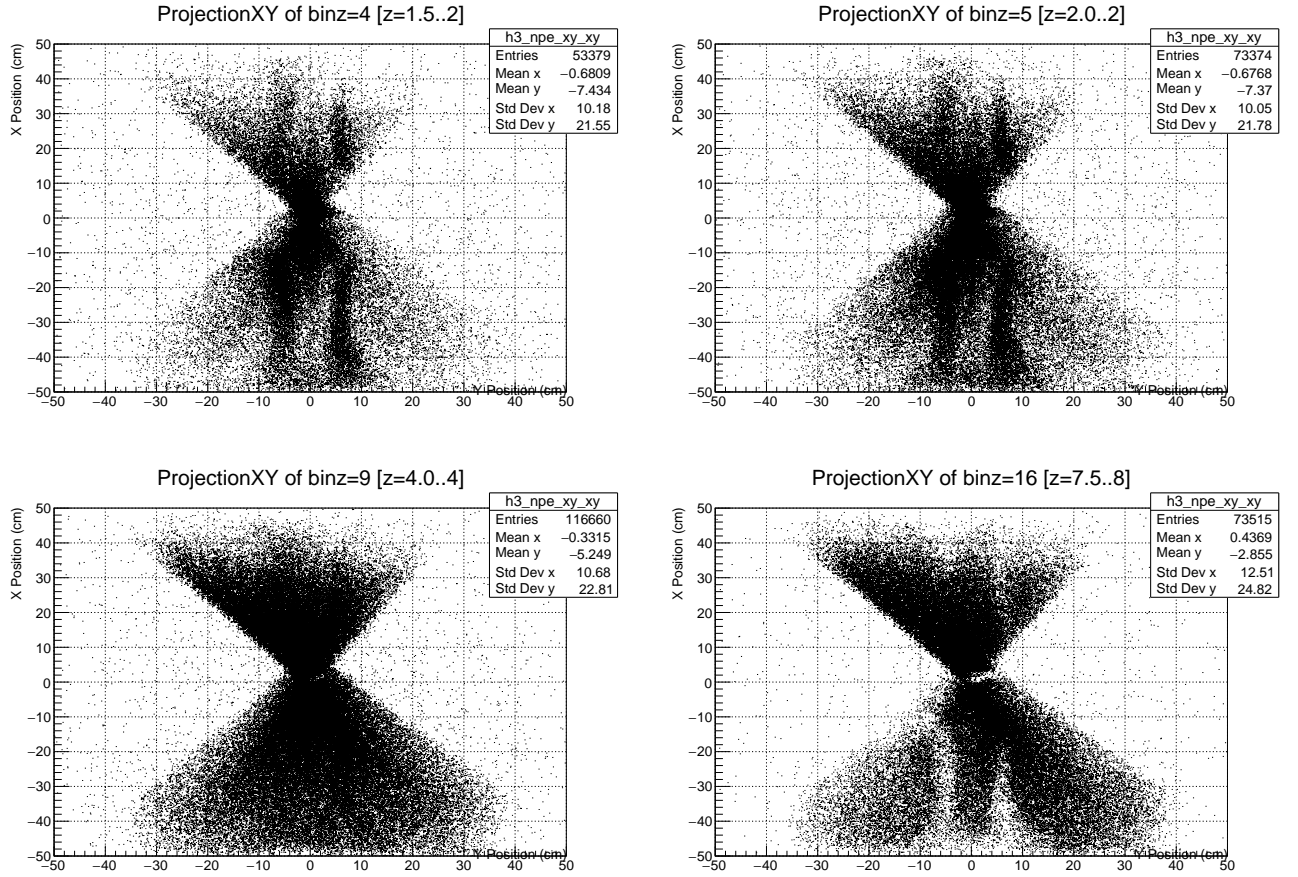 ProjectionXY of binz=4 [z=1.5..2]
h3_npe_xy_xy
Entries 53379
Mean x −0.6809
Mean y −7.434
Std Dev x 10.18
Std Dev y 21.55
X Position (cm)
50
40
30
20
10
0
−10
−20
−30
−40
−50
Y Position (cm)
−50 −40 −30 −20 −10 0 10 20 30 40 50
ProjectionXY of binz=5 [z=2.0..2]
h3_npe_xy_xy
Entries 73374
Mean x −0.6768
Mean y −7.37
Std Dev x 10.05
Std Dev y 21.78
X Position (cm)
50
40
30
20
10
0
−10
−20
−30
−40
−50
Y Position (cm)
−50 −40 −30 −20 −10 0 10 20 30 40 50
ProjectionXY of binz=9 [z=4.0..4]
h3_npe_xy_xy
Entries 116660
Mean x −0.3315
Mean y −5.249
Std Dev x 10.68
Std Dev y 22.81
X Position (cm)
50
40
30
20
10
0
−10
−20
−30
−40
−50
Y Position (cm)
−50 −40 −30 −20 −10 0 10 20 30 40 50
ProjectionXY of binz=16 [z=7.5..8]
h3_npe_xy_xy
Entries 73515
Mean x 0.4369
Mean y −2.855
Std Dev x 12.51
Std Dev y 24.82
X Position (cm)
50
40
30
20
10
0
−10
−20
−30
−40
−50
Y Position (cm)
−50 −40 −30 −20 −10 0 10 20 30 40 50